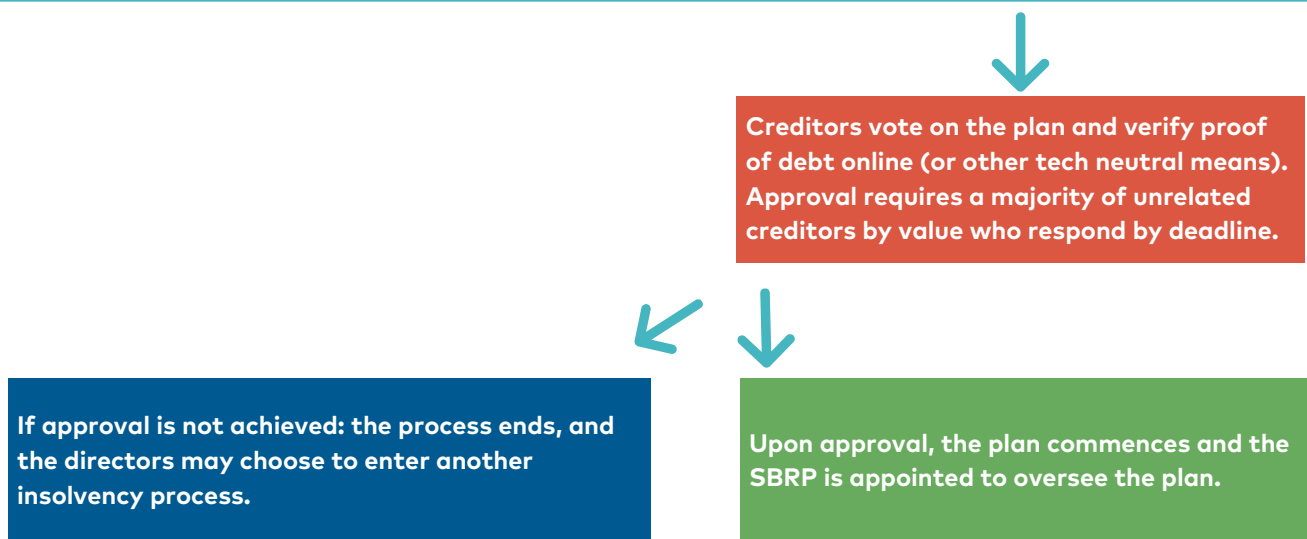 Creditors vote on the plan and verify proof
of debt online (or other tech neutral means).
Approval requires a majority of unrelated
creditors by value who respond by deadline.
If approval is not achieved: the process ends, and
the directors may choose to enter another
insolvency process.
Upon approval, the plan commences and the
SBRP is appointed to oversee the plan.